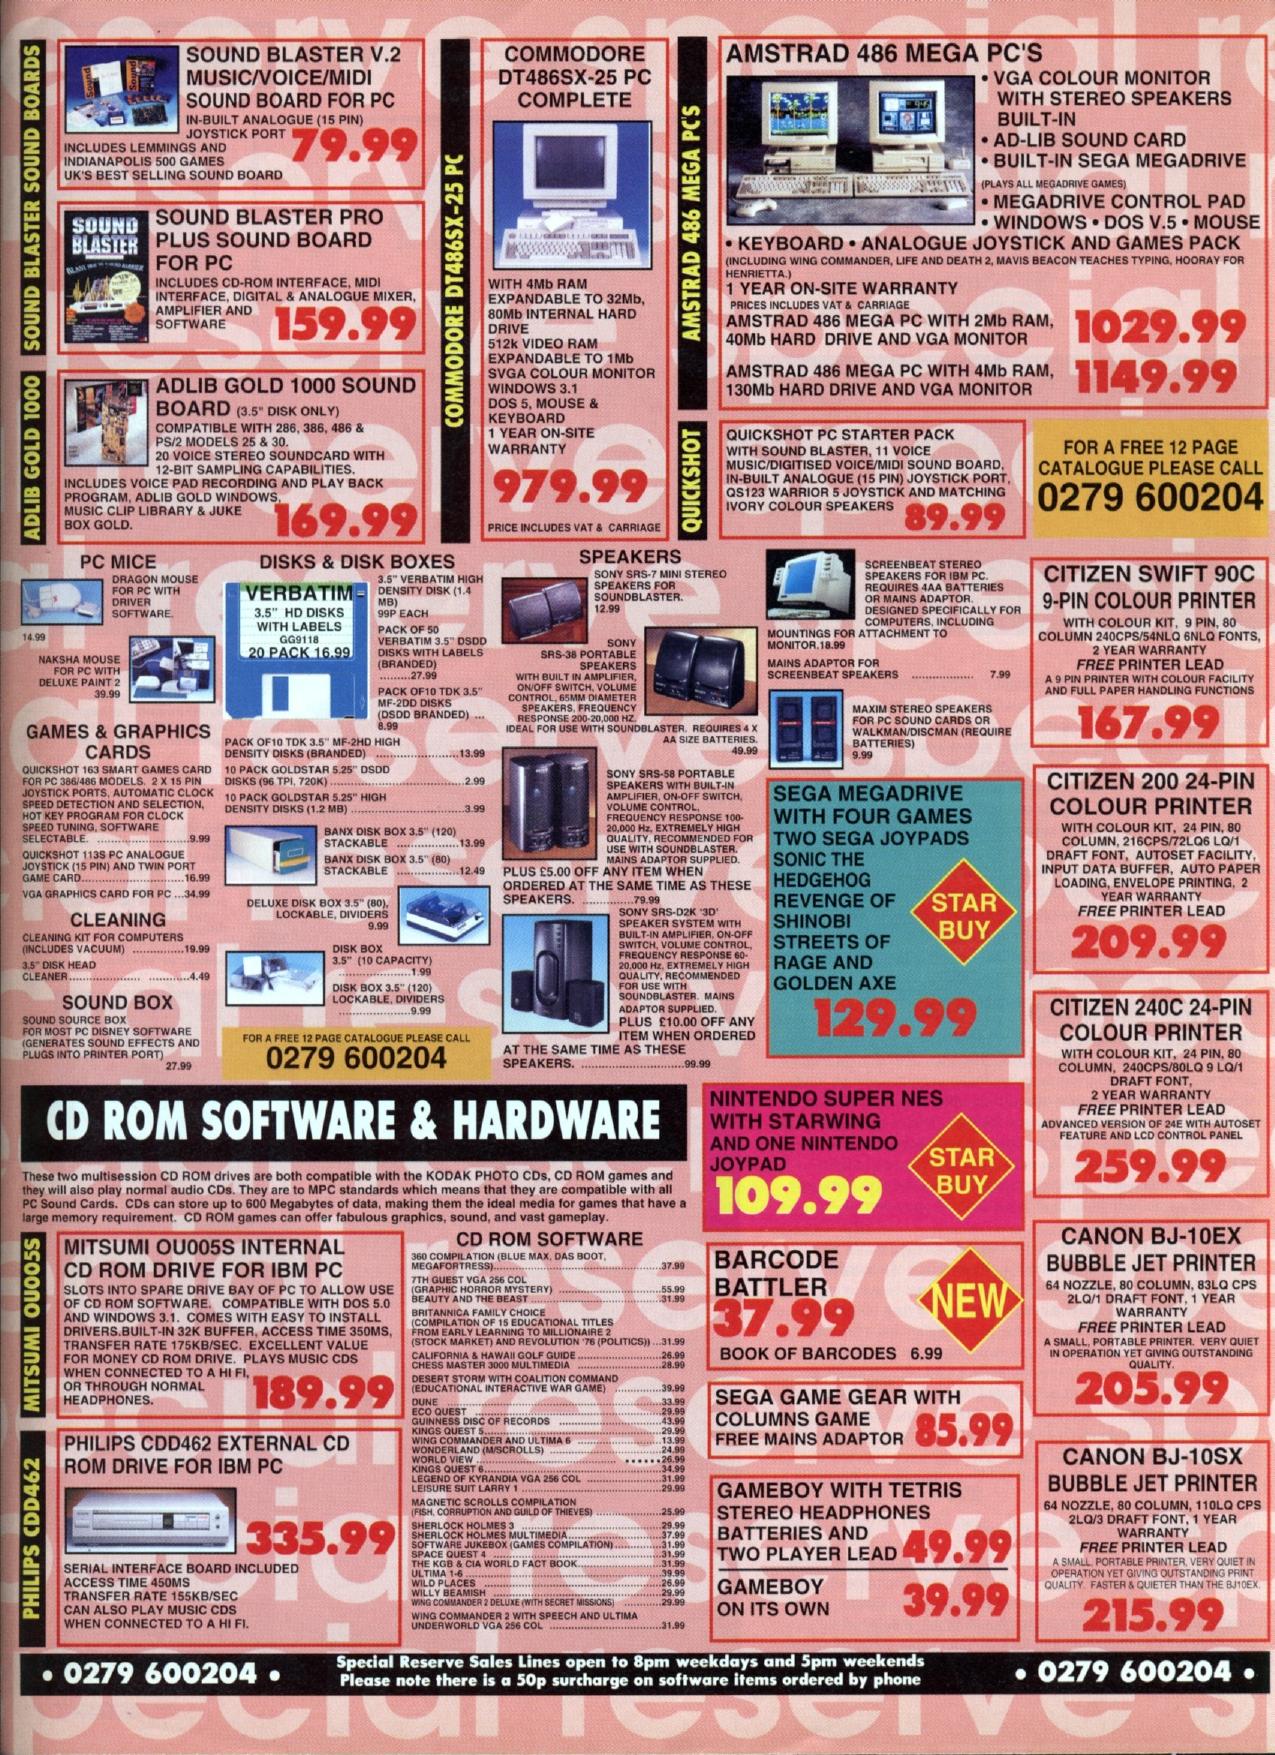 SOUND BLASTER SOUND BOARDS
SOUND BLASTER V.2
MUSIC/VOICE/MIDI
SOUND BOARD FOR PC
IN-BUILT ANALOGUE (15 PIN)
JOYSTICK PORT
79.99
INCLUDES LEMMINGS AND
INDIANAPOLIS 500 GAMES
UK'S BEST SELLING SOUND BOARD
SOUND
BLASTER
SOUND BLASTER PRO
PLUS SOUND BOARD
FOR PC
INCLUDES CD-ROM INTERFACE, MIDI
INTERFACE, DIGITAL & ANALOGUE MIXER,
AMPLIFIER AND
SOFTWARE
159.99
ADLIB GOLD 1000
ADLIB GOLD 1000 SOUND
BOARD (3.5" DISK ONLY)
COMPATIBLE WITH 286, 386, 486 &
PS/2 MODELS 25 & 30.
20 VOICE STEREO SOUNDCARD WITH
12-BIT SAMPLING CAPABILITIES.
INCLUDES VOICE PAD RECORDING AND PLAY BACK
PROGRAM, ADLIB GOLD WINDOWS,
MUSIC CLIP LIBRARY & JUKE
BOX GOLD.
169.99
COMMODORE DT486SX-25 PC
COMMODORE
DT486SX-25 PC
COMPLETE
WITH 4Mb RAM
EXPANDABLE TO 32Mb,
80Mb INTERNAL HARD
DRIVE
512k VIDEO RAM
EXPANDABLE TO 1Mb
SVGA COLOUR MONITOR
WINDOWS 3.1
DOS 5, MOUSE &
KEYBOARD
1 YEAR ON-SITE
WARRANTY
979.99
PRICE INCLUDES VAT & CARRIAGE
AMSTRAD 486 MEGA PC'S
AMSTRAD 486 MEGA PC'S
• VGA COLOUR MONITOR
WITH STEREO SPEAKERS
BUILT-IN
• AD-LIB SOUND CARD
• BUILT-IN SEGA MEGADRIVE
(PLAYS ALL MEGADRIVE GAMES)
• MEGADRIVE CONTROL PAD
• WINDOWS • DOS V.5 • MOUSE
• KEYBOARD • ANALOGUE JOYSTICK AND GAMES PACK
(INCLUDING WING COMMANDER, LIFE AND DEATH 2, MAVIS BEACON TEACHES TYPING, HOORAY FOR
HENRIETTA.)
1 YEAR ON-SITE WARRANTY
PRICES INCLUDES VAT & CARRIAGE
AMSTRAD 486 MEGA PC WITH 2Mb RAM,
40Mb HARD DRIVE AND VGA MONITOR
1029.99
AMSTRAD 486 MEGA PC WITH 4Mb RAM,
130Mb HARD DRIVE AND VGA MONITOR
1149.99
QUICKSHOT
QUICKSHOT PC STARTER PACK
WITH SOUND BLASTER, 11 VOICE
MUSIC/DIGITISED VOICE/MIDI SOUND BOARD,
IN-BUILT ANALOGUE (15 PIN) JOYSTICK PORT,
QS123 WARRIOR 5 JOYSTICK AND MATCHING
IVORY COLOUR SPEAKERS
89.99
FOR A FREE 12 PAGE
CATALOGUE PLEASE CALL
0279 600204
PC MICE
DRAGON MOUSE
FOR PC WITH
DRIVER
SOFTWARE.
14.99
NAKSHA MOUSE
FOR PC WITH
DELUXE PAINT 2
39.99
GAMES & GRAPHICS
CARDS
QUICKSHOT 163 SMART GAMES CARD
FOR PC 386/486 MODELS. 2 X 15 PIN
JOYSTICK PORTS, AUTOMATIC CLOCK
SPEED DETECTION AND SELECTION,
HOT KEY PROGRAM FOR CLOCK
SPEED TUNING, SOFTWARE
SELECTABLE. ..........9.99
QUICKSHOT 113S PC ANALOGUE
JOYSTICK (15 PIN) AND TWIN PORT
GAME CARD..........16.99
VGA GRAPHICS CARD FOR PC ...34.99
CLEANING
CLEANING KIT FOR COMPUTERS
(INCLUDES VACUUM) ..........19.99
3.5" DISK HEAD
CLEANER..........4.49
SOUND BOX
SOUND SOURCE BOX
FOR MOST PC DISNEY SOFTWARE
(GENERATES SOUND EFFECTS AND
PLUGS INTO PRINTER PORT)
27.99
DISKS & DISK BOXES
VERBATIM
3.5" HD DISKS
WITH LABELS
GG9118
20 PACK 16.99
3.5" VERBATIM HIGH
DENSITY DISK (1.4
MB)
99P EACH
PACK OF 50
VERBATIM 3.5" DSDD
DISKS WITH LABELS
(BRANDED)
..........27.99
PACK OF10 TDK 3.5"
MF-2DD DISKS
(DSDD BRANDED) ...
8.99
PACK OF10 TDK 3.5" MF-2HD HIGH
DENSITY DISKS (BRANDED) ..........13.99
10 PACK GOLDSTAR 5.25" DSDD
DISKS (96 TPI, 720K) ..........2.99
10 PACK GOLDSTAR 5.25" HIGH
DENSITY DISKS (1.2 MB) ..........3.99
BANX DISK BOX 3.5" (120)
STACKABLE ..........13.99
BANX DISK BOX 3.5" (80)
STACKABLE ..........12.49
DELUXE DISK BOX 3.5" (80),
LOCKABLE, DIVIDERS
9.99
DISK BOX
3.5" (10 CAPACITY)
..........1.99
DISK BOX 3.5" (120)
LOCKABLE, DIVIDERS
..........9.99
FOR A FREE 12 PAGE CATALOGUE PLEASE CALL
0279 600204
SPEAKERS
SONY SRS-7 MINI STEREO
SPEAKERS FOR
SOUNDBLASTER.
12.99
SONY
SRS-38 PORTABLE
SPEAKERS
WITH BUILT IN AMPLIFIER,
ON/OFF SWITCH, VOLUME
CONTROL, 65MM DIAMETER
SPEAKERS, FREQUENCY
RESPONSE 200-20,000 HZ.
IDEAL FOR USE WITH SOUNDBLASTER. REQUIRES 4 X
AA SIZE BATTERIES.
49.99
SONY SRS-58 PORTABLE
SPEAKERS WITH BUILT-IN
AMPLIFIER, ON-OFF SWITCH,
VOLUME CONTROL,
FREQUENCY RESPONSE 100-
20,000 Hz, EXTREMELY HIGH
QUALITY, RECOMMENDED FOR
USE WITH SOUNDBLASTER.
MAINS ADAPTOR SUPPLIED.
PLUS £5.00 OFF ANY ITEM WHEN
ORDERED AT THE SAME TIME AS THESE
SPEAKERS. ..........79.99
SONY SRS-D2K '3D'
SPEAKER SYSTEM WITH
BUILT-IN AMPLIFIER, ON-OFF
SWITCH, VOLUME CONTROL,
FREQUENCY RESPONSE 60-
20,000 Hz, EXTREMELY HIGH
QUALITY, RECOMMENDED
FOR USE WITH
SOUNDBLASTER. MAINS
ADAPTOR SUPPLIED.
PLUS £10.00 OFF ANY
ITEM WHEN ORDERED
AT THE SAME TIME AS THESE
SPEAKERS. ..........99.99
SCREENBEAT STEREO
SPEAKERS FOR IBM PC.
REQUIRES 4AA BATTERIES
OR MAINS ADAPTOR.
DESIGNED SPECIFICALLY FOR
COMPUTERS, INCLUDING
MOUNTINGS FOR ATTACHMENT TO
MONITOR.18.99
MAINS ADAPTOR FOR
SCREENBEAT SPEAKERS .......... 7.99
MAXIM STEREO SPEAKERS
FOR PC SOUND CARDS OR
WALKMAN/DISCMAN (REQUIRE
BATTERIES)
9.99
SEGA MEGADRIVE
WITH FOUR GAMES
TWO SEGA JOYPADS
SONIC THE
HEDGEHOG
REVENGE OF
SHINOBI
STREETS OF
RAGE AND
GOLDEN AXE
STAR
BUY
129.99
CITIZEN SWIFT 90C
9-PIN COLOUR PRINTER
WITH COLOUR KIT, 9 PIN, 80
COLUMN 240CPS/54NLQ 6NLQ FONTS,
2 YEAR WARRANTY
FREE PRINTER LEAD
A 9 PIN PRINTER WITH COLOUR FACILITY
AND FULL PAPER HANDLING FUNCTIONS
167.99
CITIZEN 200 24-PIN
COLOUR PRINTER
WITH COLOUR KIT, 24 PIN, 80
COLUMN, 216CPS/72LQ6 LQ/1
DRAFT FONT, AUTOSET FACILITY,
INPUT DATA BUFFER, AUTO PAPER
LOADING, ENVELOPE PRINTING, 2
YEAR WARRANTY
FREE PRINTER LEAD
209.99
CITIZEN 240C 24-PIN
COLOUR PRINTER
WITH COLOUR KIT, 24 PIN, 80
COLUMN, 240CPS/80LQ 9 LQ/1
DRAFT FONT,
2 YEAR WARRANTY
FREE PRINTER LEAD
ADVANCED VERSION OF 24E WITH AUTOSET
FEATURE AND LCD CONTROL PANEL
259.99
CD ROM SOFTWARE & HARDWARE
These two multisession CD ROM drives are both compatible with the KODAK PHOTO CDs, CD ROM games and
they will also play normal audio CDs. They are to MPC standards which means that they are compatible with all
PC Sound Cards. CDs can store up to 600 Megabytes of data, making them the ideal media for games that have a
large memory requirement. CD ROM games can offer fabulous graphics, sound, and vast gameplay.
MITSUMI OU005S
MITSUMI OU005S INTERNAL
CD ROM DRIVE FOR IBM PC
SLOTS INTO SPARE DRIVE BAY OF PC TO ALLOW USE
OF CD ROM SOFTWARE. COMPATIBLE WITH DOS 5.0
AND WINDOWS 3.1. COMES WITH EASY TO INSTALL
DRIVERS.BUILT-IN 32K BUFFER, ACCESS TIME 350MS,
TRANSFER RATE 175KB/SEC. EXCELLENT VALUE
FOR MONEY CD ROM DRIVE. PLAYS MUSIC CDS
WHEN CONNECTED TO A HI FI,
OR THROUGH NORMAL
HEADPHONES.
189.99
PHILIPS CDD462
PHILIPS CDD462 EXTERNAL CD
ROM DRIVE FOR IBM PC
335.99
SERIAL INTERFACE BOARD INCLUDED
ACCESS TIME 450MS
TRANSFER RATE 155KB/SEC
CAN ALSO PLAY MUSIC CDS
WHEN CONNECTED TO A HI FI.
CD ROM SOFTWARE
360 COMPILATION (BLUE MAX, DAS BOOT,
MEGAFORTRESS)..........37.99
7TH GUEST VGA 256 COL
(GRAPHIC HORROR MYSTERY) ..........55.99
BEAUTY AND THE BEAST ..........31.99
BRITANNICA FAMILY CHOICE
(COMPILATION OF 15 EDUCATIONAL TITLES
FROM EARLY LEARNING TO MILLIONAIRE 2
(STOCK MARKET) AND REVOLUTION '76 (POLITICS)) ...31.99
CALIFORNIA & HAWAII GOLF GUIDE ..........26.99
CHESS MASTER 3000 MULTIMEDIA ..........28.99
DESERT STORM WITH COALITION COMMAND
(EDUCATIONAL INTERACTIVE WAR GAME) ..........39.99
DUNE ..........33.99
ECO QUEST ..........29.99
GUINNESS DISC OF RECORDS ..........43.99
KINGS QUEST 5 ..........29.99
WING COMMANDER AND ULTIMA 6 ..........13.99
WONDERLAND (M/SCROLLS) ..........24.99
WORLD VIEW ..........26.99
KINGS QUEST 6 ..........34.99
LEGEND OF KYRANDIA VGA 256 COL ..........31.99
LEISURE SUIT LARRY 1 ..........29.99
MAGNETIC SCROLLS COMPILATION
(FISH, CORRUPTION AND GUILD OF THIEVES) ..........25.99
SHERLOCK HOLMES 3 ..........29.99
SHERLOCK HOLMES MULTIMEDIA ..........37.99
SOFTWARE JUKEBOX (GAMES COMPILATION) ..........31.99
SPACE QUEST 4 ..........31.99
THE KGB & CIA WORLD FACT BOOK ..........31.99
ULTIMA 1-6 ..........39.99
WILD PLACES ..........26.99
WILLY BEAMISH ..........29.99
WING COMMANDER 2 DELUXE (WITH SECRET MISSIONS) ..........29.99
WING COMMANDER 2 WITH SPEECH AND ULTIMA
UNDERWORLD VGA 256 COL ..........31.99
NINTENDO SUPER NES
WITH STARWING
AND ONE NINTENDO
JOYPAD
109.99
STAR
BUY
BARCODE
BATTLER
37.99
NEW
BOOK OF BARCODES 6.99
SEGA GAME GEAR WITH
COLUMNS GAME
FREE MAINS ADAPTOR
85.99
GAMEBOY WITH TETRIS
STEREO HEADPHONES
BATTERIES AND
TWO PLAYER LEAD
49.99
GAMEBOY
ON ITS OWN
39.99
CANON BJ-10EX
BUBBLE JET PRINTER
64 NOZZLE, 80 COLUMN, 83LQ CPS
2LQ/1 DRAFT FONT, 1 YEAR
WARRANTY
FREE PRINTER LEAD
A SMALL, PORTABLE PRINTER, VERY QUIET
IN OPERATION YET GIVING OUTSTANDING
QUALITY.
205.99
CANON BJ-10SX
BUBBLE JET PRINTER
64 NOZZLE, 80 COLUMN, 110LQ CPS
2LQ/3 DRAFT FONT, 1 YEAR
WARRANTY
FREE PRINTER LEAD
A SMALL, PORTABLE PRINTER, VERY QUIET IN
OPERATION YET GIVING OUTSTANDING PRINT
QUALITY. FASTER & QUIETER THAN THE BJ10EX.
215.99
• 0279 600204 •
Special Reserve Sales Lines open to 8pm weekdays and 5pm weekends
Please note there is a 50p surcharge on software items ordered by phone
• 0279 600204 •